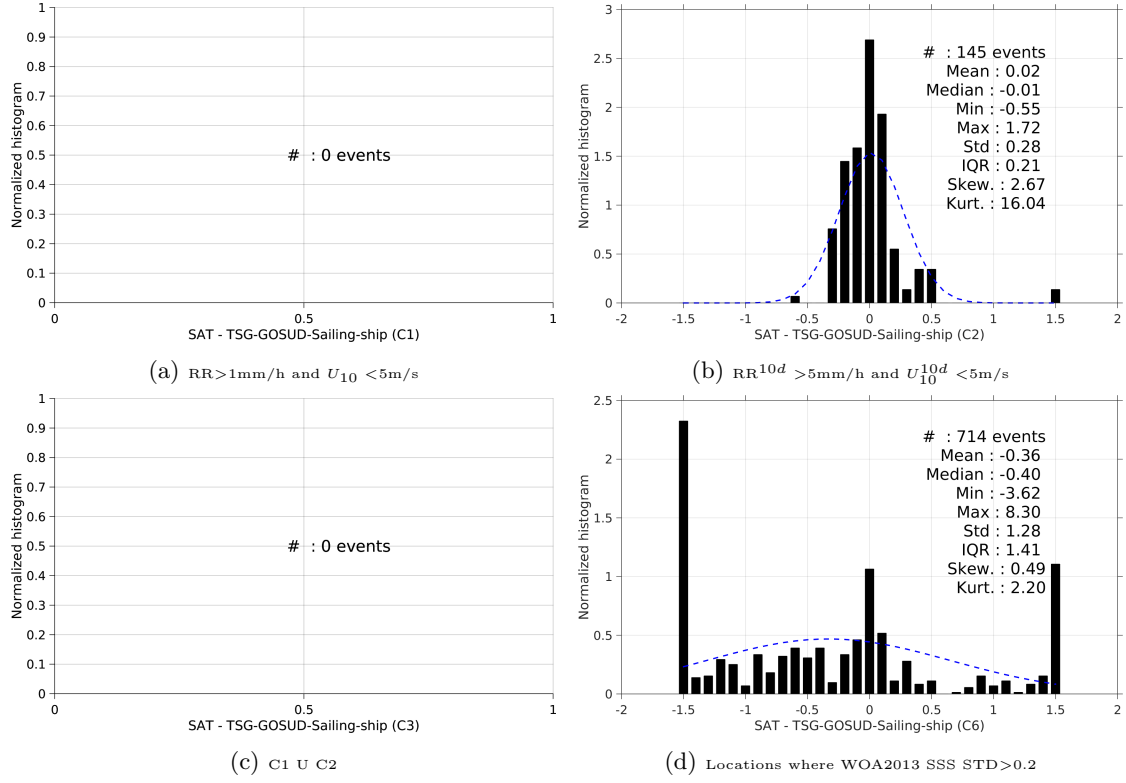 1
0.9
0.8
0.7
0.6
0.5
0.4
0.3
0.2
0.1
0
Normalized histogram
# : 0 events
0 0.5 1
SAT - TSG-GOSUD-Sailing-ship (C1)
(a) RR>1mm/h and U10 <5m/s
3
2.5
2
1.5
1
0.5
0
Normalized histogram
# : 145 events
Mean : 0.02
Median : -0.01
Min : -0.55
Max : 1.72
Std : 0.28
IQR : 0.21
Skew. : 2.67
Kurt. : 16.04
-2 -1.5 -1 -0.5 0 0.5 1 1.5 2
SAT - TSG-GOSUD-Sailing-ship (C2)
(b) RR10d >5mm/h and U10 10d <5m/s
1
0.9
0.8
0.7
0.6
0.5
0.4
0.3
0.2
0.1
0
Normalized histogram
# : 0 events
0 0.5 1
SAT - TSG-GOSUD-Sailing-ship (C3)
(c) C1 U C2
2.5
2
1.5
1
0.5
0
Normalized histogram
# : 714 events
Mean : -0.36
Median : -0.40
Min : -3.62
Max : 8.30
Std : 1.28
IQR : 1.41
Skew. : 0.49
Kurt. : 2.20
-2 -1.5 -1 -0.5 0 0.5 1 1.5 2
SAT - TSG-GOSUD-Sailing-ship (C6)
(d) Locations where WOA2013 SSS STD>0.2